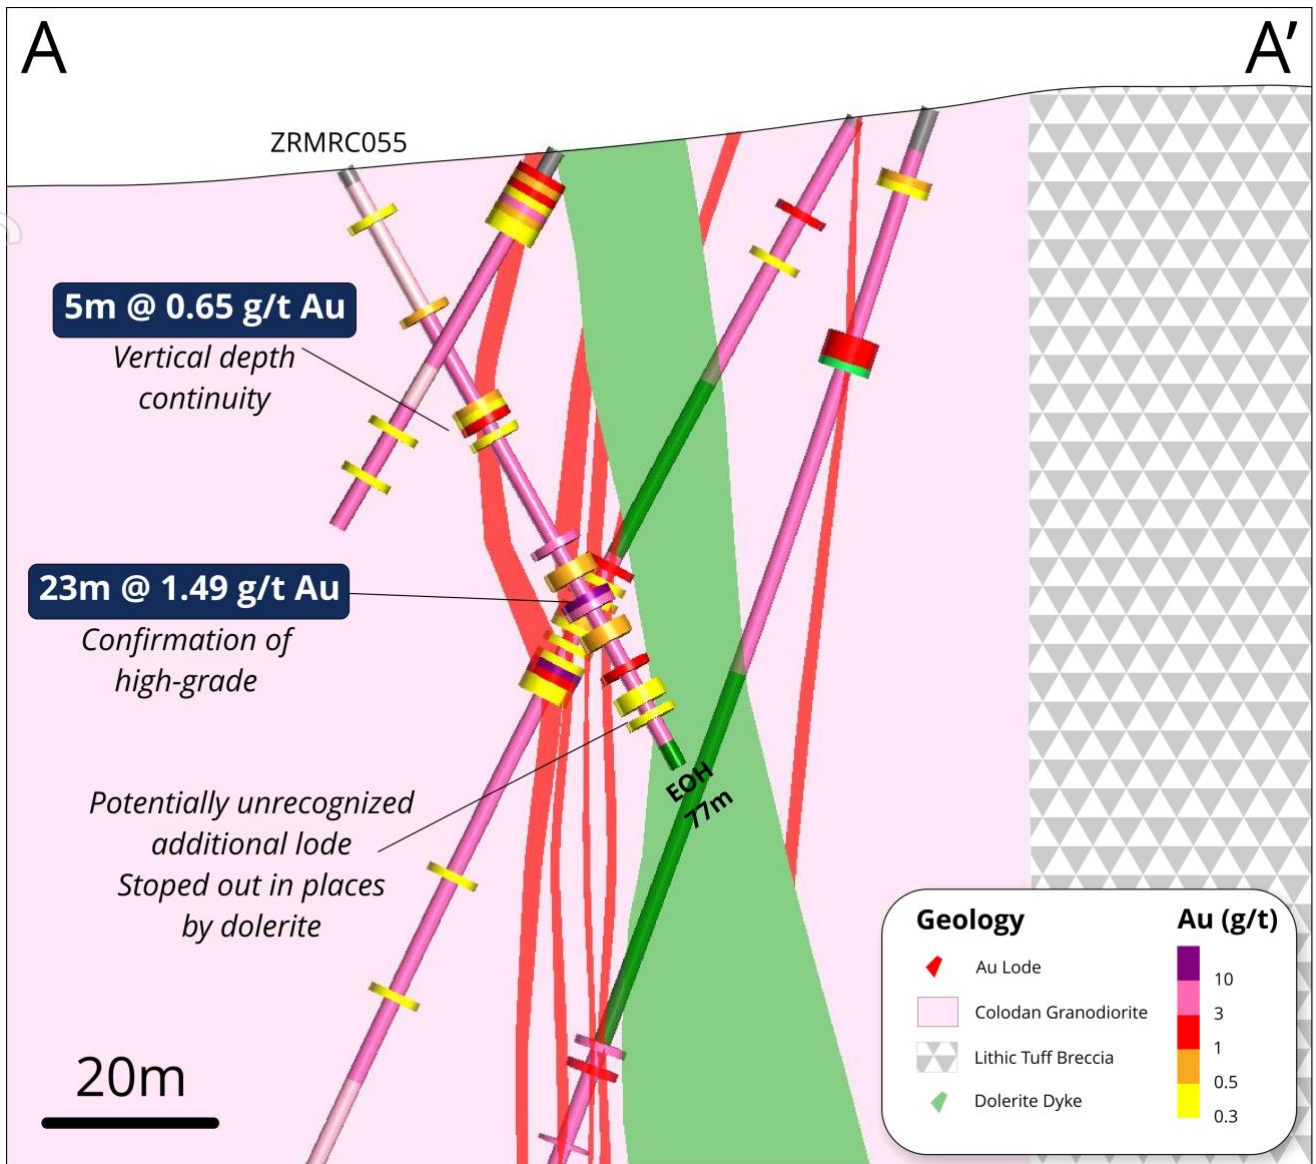 A
A′
ZRMRC055
5m @ 0.65 g/t Au
Vertical depth
continuity
23m @ 1.49 g/t Au
Confirmation of
high-grade
EOH
77m
Potentially unrecognized
additional lode
Stoped out in places
by dolerite
20m
Geology
Au Lode
Colodan Granodiorite
Lithic Tuff Breccia
Dolerite Dyke
Au (g/t)
10
3
1
0.5
0.3